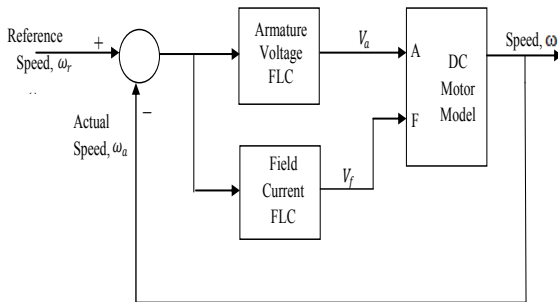 Reference
Speed, ωr
..
+
−
Actual
Speed, ωa
Armature
Voltage
FLC
Va
Field
Current
FLC
Vf
A
F
DC
Motor
Model
Speed, ω